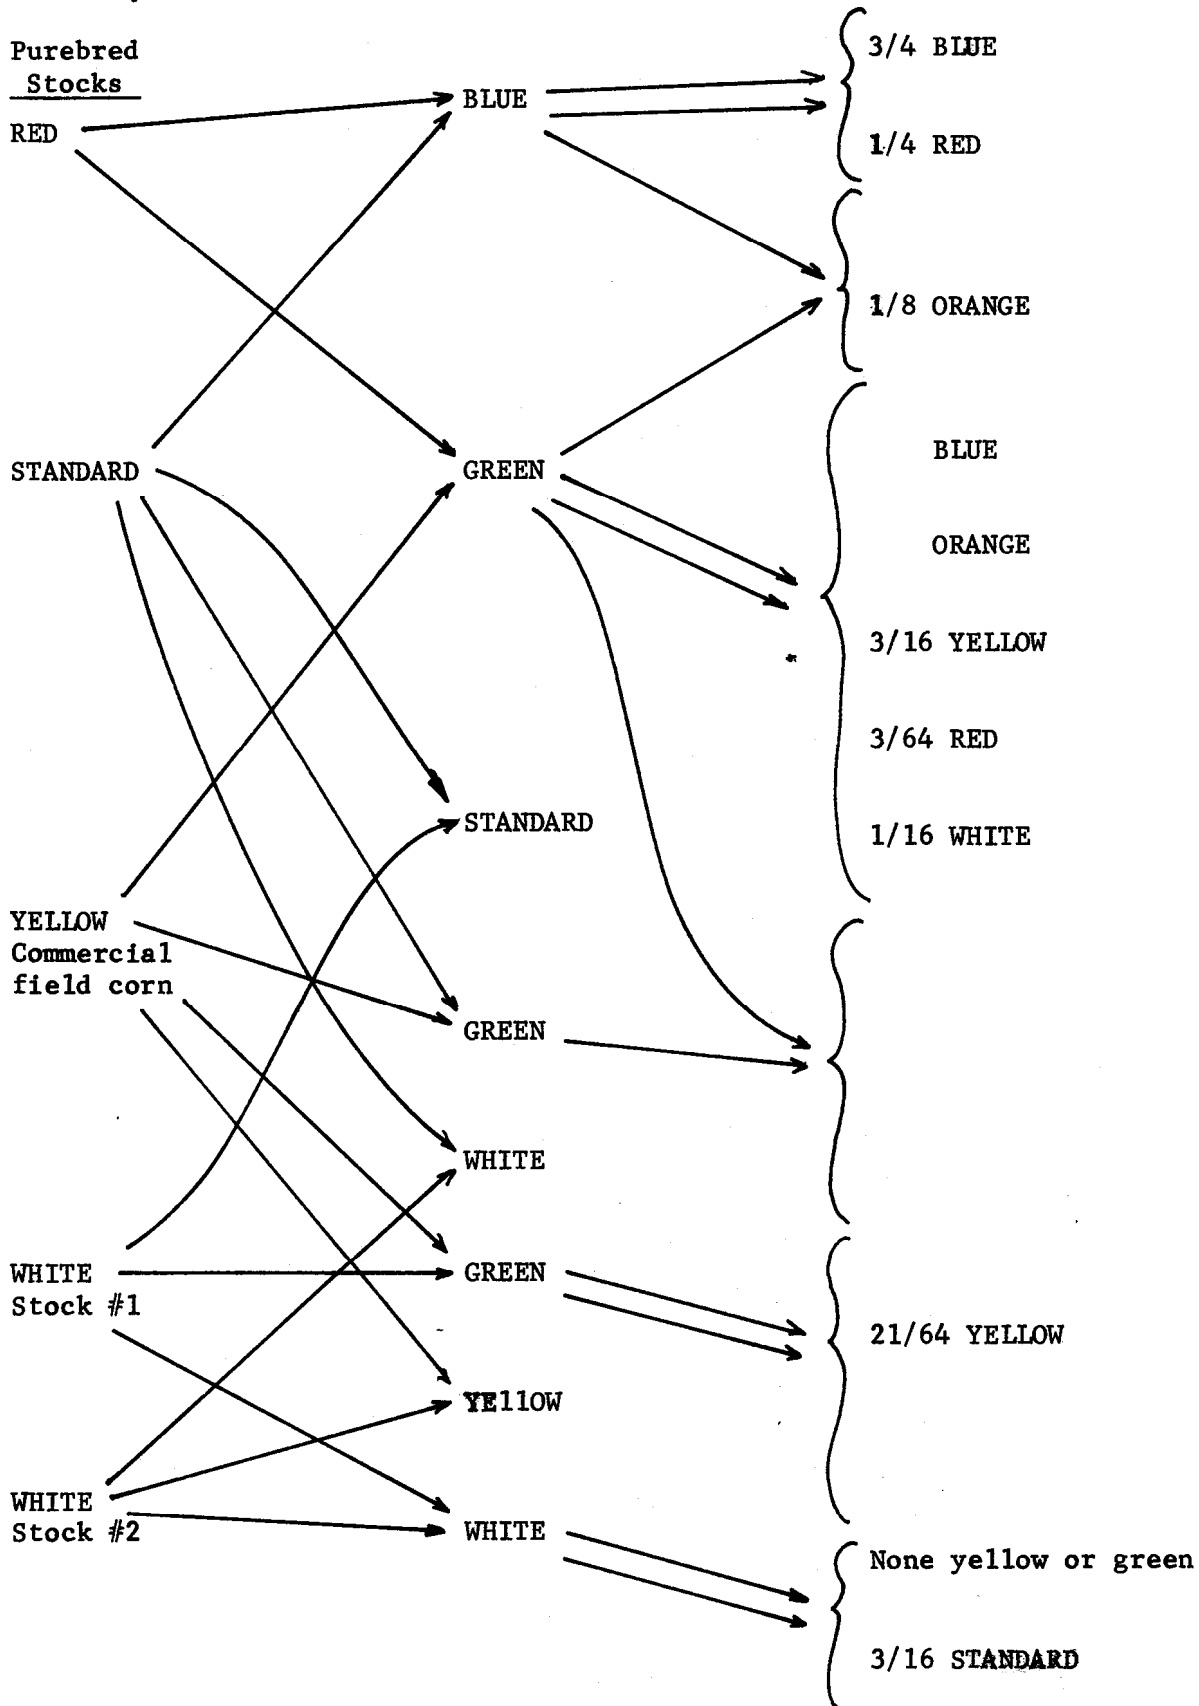 Purebred
Stocks
RED
STANDARD
YELLOW
Commercial
field corn
WHITE
Stock #1
WHITE
Stock #2
BLUE
GREEN
STANDARD
GREEN
WHITE
GREEN
YEllOW
WHITE
3/4 BLUE
1/4 RED
1/8 ORANGE
BLUE
ORANGE
3/16 YELLOW
3/64 RED
1/16 WHITE
21/64 YELLOW
None yellow or green
3/16 STANDARD